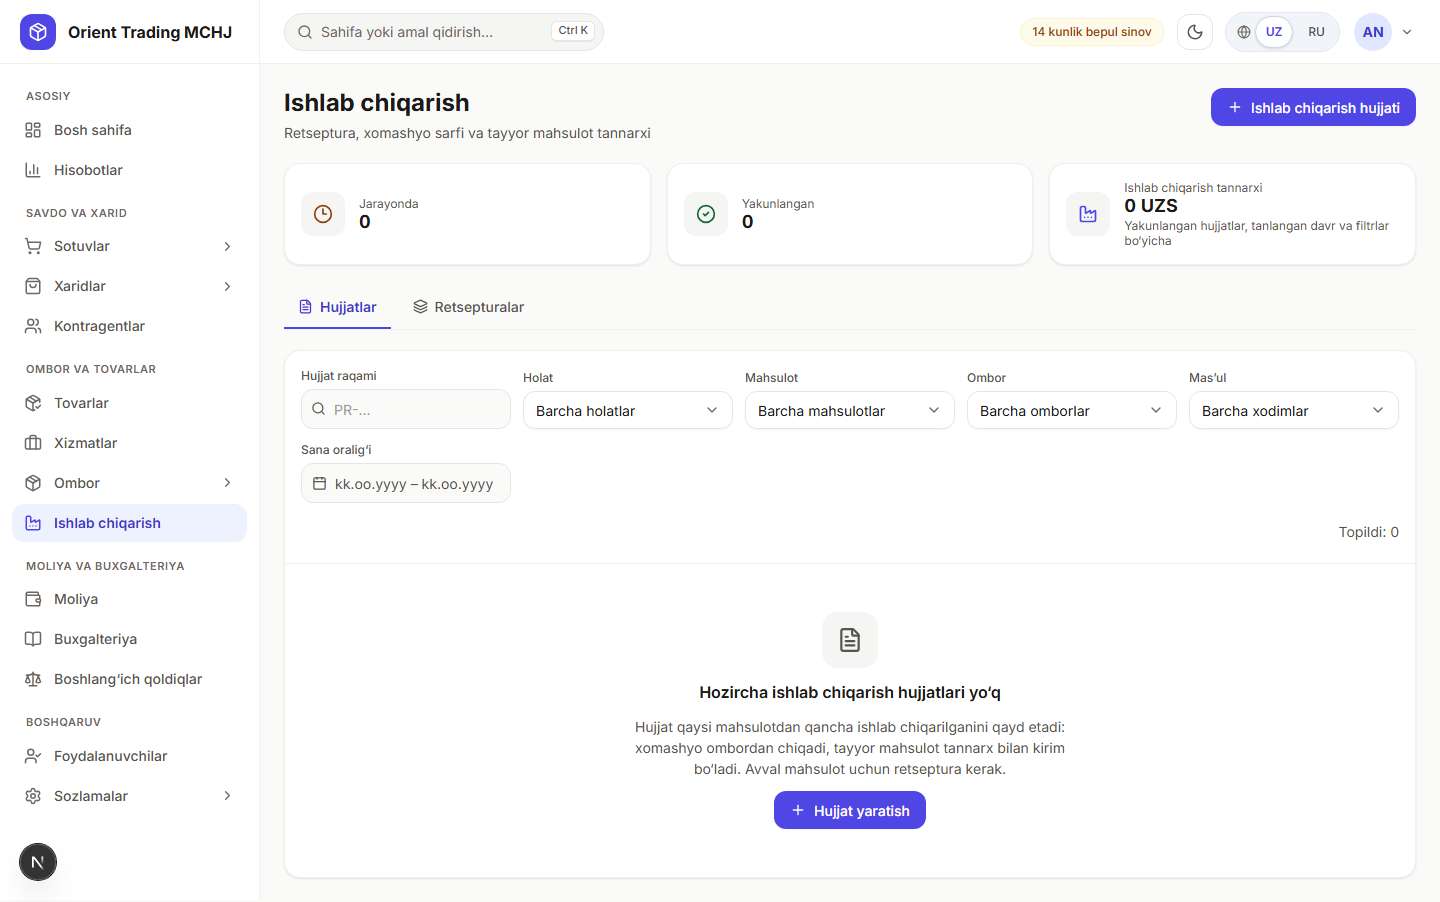 Orient Trading MCHJ
Sahifa yoki amal qidirish...
Ctrl K
14 kunlik bepul sinov
UZ
RU
AN
ASOSIY
Bosh sahifa
Hisobotlar
SAVDO VA XARID
Sotuvlar
Xaridlar
Kontragentlar
OMBOR VA TOVARLAR
Tovarlar
Xizmatlar
Ombor
Ishlab chiqarish
MOLIYA VA BUXGALTERIYA
Moliya
Buxgalteriya
Boshlang‘ich qoldiqlar
BOSHQARUV
Foydalanuvchilar
Sozlamalar
N
Ishlab chiqarish
Retseptura, xomashyo sarfi va tayyor mahsulot tannarxi
Ishlab chiqarish hujjati
Jarayonda
0
Yakunlangan
0
Ishlab chiqarish tannarxi
0 UZS
Yakunlangan hujjatlar, tanlangan davr va filtrlar
bo‘yicha
Hujjatlar
Retsepturalar
Hujjat raqami
PR-...
Holat
Barcha holatlar
Mahsulot
Barcha mahsulotlar
Ombor
Barcha omborlar
Mas’ul
Barcha xodimlar
Sana oralig‘i
kk.oo.yyyy – kk.oo.yyyy
Topildi: 0
Hozircha ishlab chiqarish hujjatlari yo‘q
Hujjat qaysi mahsulotdan qancha ishlab chiqarilganini qayd etadi:
xomashyo ombordan chiqadi, tayyor mahsulot tannarx bilan kirim
bo‘ladi. Avval mahsulot uchun retseptura kerak.
Hujjat yaratish